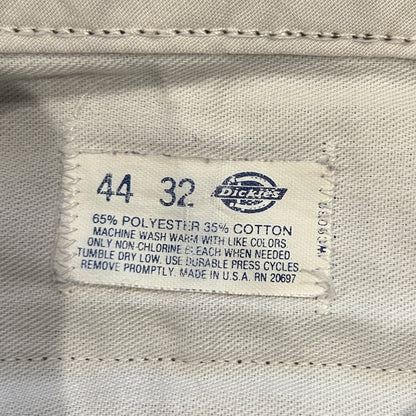 44 32 Dickies
65% POLYESTER 35% COTTON
MACHINE WASH WARM WITH LIKE COLORS
ONLY NON-CHLORINE BLEACH WHEN NEEDED
TUMBLE DRY LOW. USE DURABLE PRESS CYCLES
REMOVE PROMPTLY. MADE IN U.S.A. RN 20697